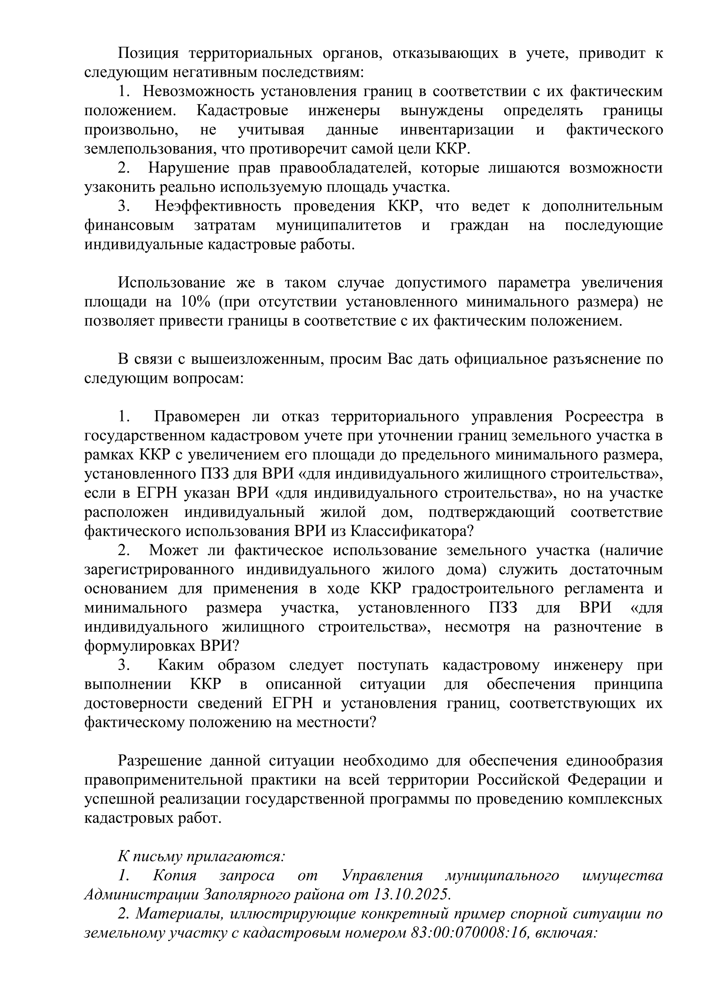 Позиция территориальных органов, отказывающих в учете, приводит к
следующим негативным последствиям:
1. Невозможность установления границ в соответствии с их фактическим
положением. Кадастровые инженеры вынуждены определять границы
произвольно, не учитывая данные инвентаризации и фактического
землепользования, что противоречит самой цели ККР.
2. Нарушение прав правообладателей, которые лишаются возможности
узаконить реально используемую площадь участка.
3. Неэффективность проведения ККР, что ведет к дополнительным
финансовым затратам муниципалитетов и граждан на последующие
индивидуальные кадастровые работы.
Использование же в таком случае допустимого параметра увеличения
площади на 10% (при отсутствии установленного минимального размера) не
позволяет привести границы в соответствие с их фактическим положением.
В связи с вышеизложенным, просим Вас дать официальное разъяснение по
следующим вопросам:
1. Правомерен ли отказ территориального управления Росреестра в
государственном кадастровом учете при уточнении границ земельного участка в
рамках ККР с увеличением его площади до предельного минимального размера,
установленного ПЗЗ для ВРИ «для индивидуального жилищного строительства»,
если в ЕГРН указан ВРИ «для индивидуального строительства», но на участке
расположен индивидуальный жилой дом, подтверждающий соответствие
фактического использования ВРИ из Классификатора?
2. Может ли фактическое использование земельного участка (наличие
зарегистрированного индивидуального жилого дома) служить достаточным
основанием для применения в ходе ККР градостроительного регламента и
минимального размера участка, установленного ПЗЗ для ВРИ «для
индивидуального жилищного строительства», несмотря на разночтение в
формулировках ВРИ?
3. Каким образом следует поступать кадастровому инженеру при
выполнении ККР в описанной ситуации для обеспечения принципа
достоверности сведений ЕГРН и установления границ, соответствующих их
фактическому положению на местности?
Разрешение данной ситуации необходимо для обеспечения единообразия
правоприменительной практики на всей территории Российской Федерации и
успешной реализации государственной программы по проведению комплексных
кадастровых работ.
К письму прилагаются:
1. Копия запроса от Управления муниципального имущества
Администрации Заполярного района от 13.10.2025.
2. Материалы, иллюстрирующие конкретный пример спорной ситуации по
земельному участку с кадастровым номером 83:00:070008:16, включая: